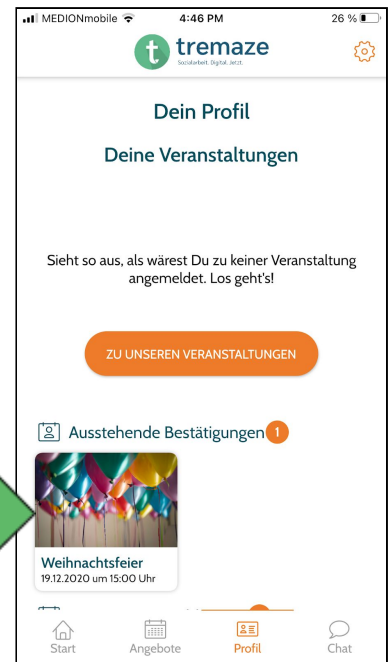 MEDIONmobile 4:46 PM 26 %
t tremaze
Sozialarbeit. Digital. Jetzt.
Dein Profil
Deine Veranstaltungen
Sieht so aus, als wärest Du zu keiner Veranstaltung
angemeldet. Los geht's!
ZU UNSEREN VERANSTALTUNGEN
Ausstehende Bestätigungen 1
Weihnachtsfeier
19.12.2020 um 15:00 Uhr
Start Angebote Profil Chat